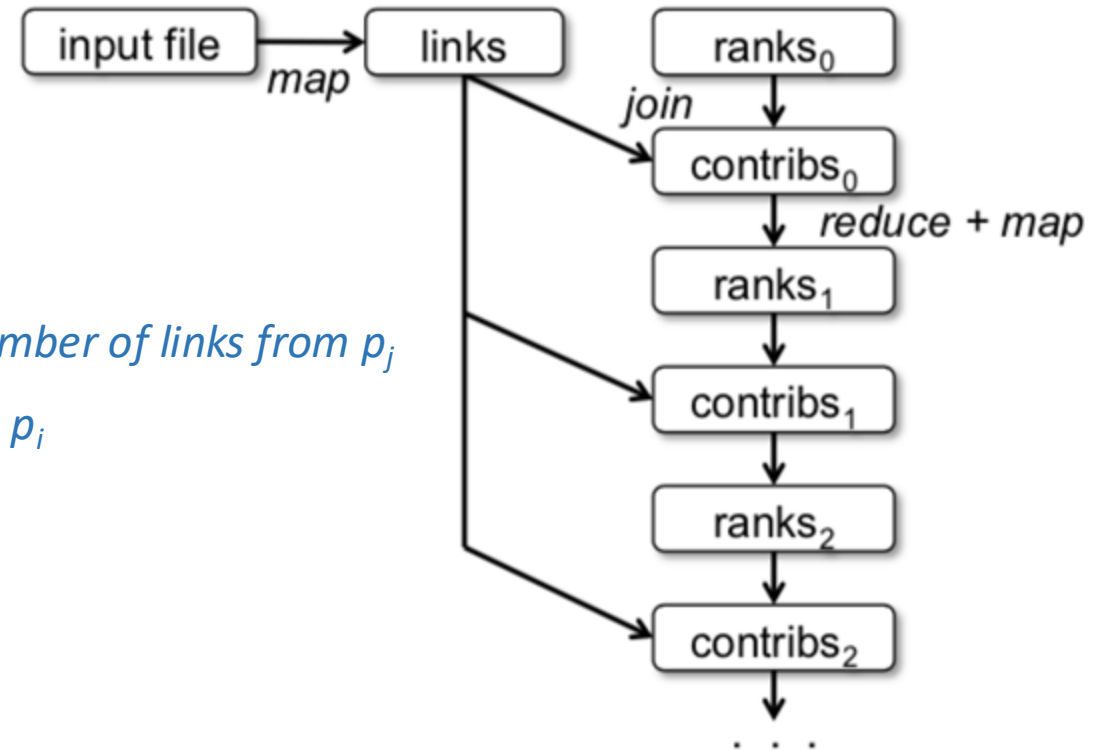 input file
map
links
ranks₀
join
contribs₀
reduce + map
ranks₁
mber of links from pⱼ
pᵢ
contribs₁
ranks₂
contribs₂
. . .